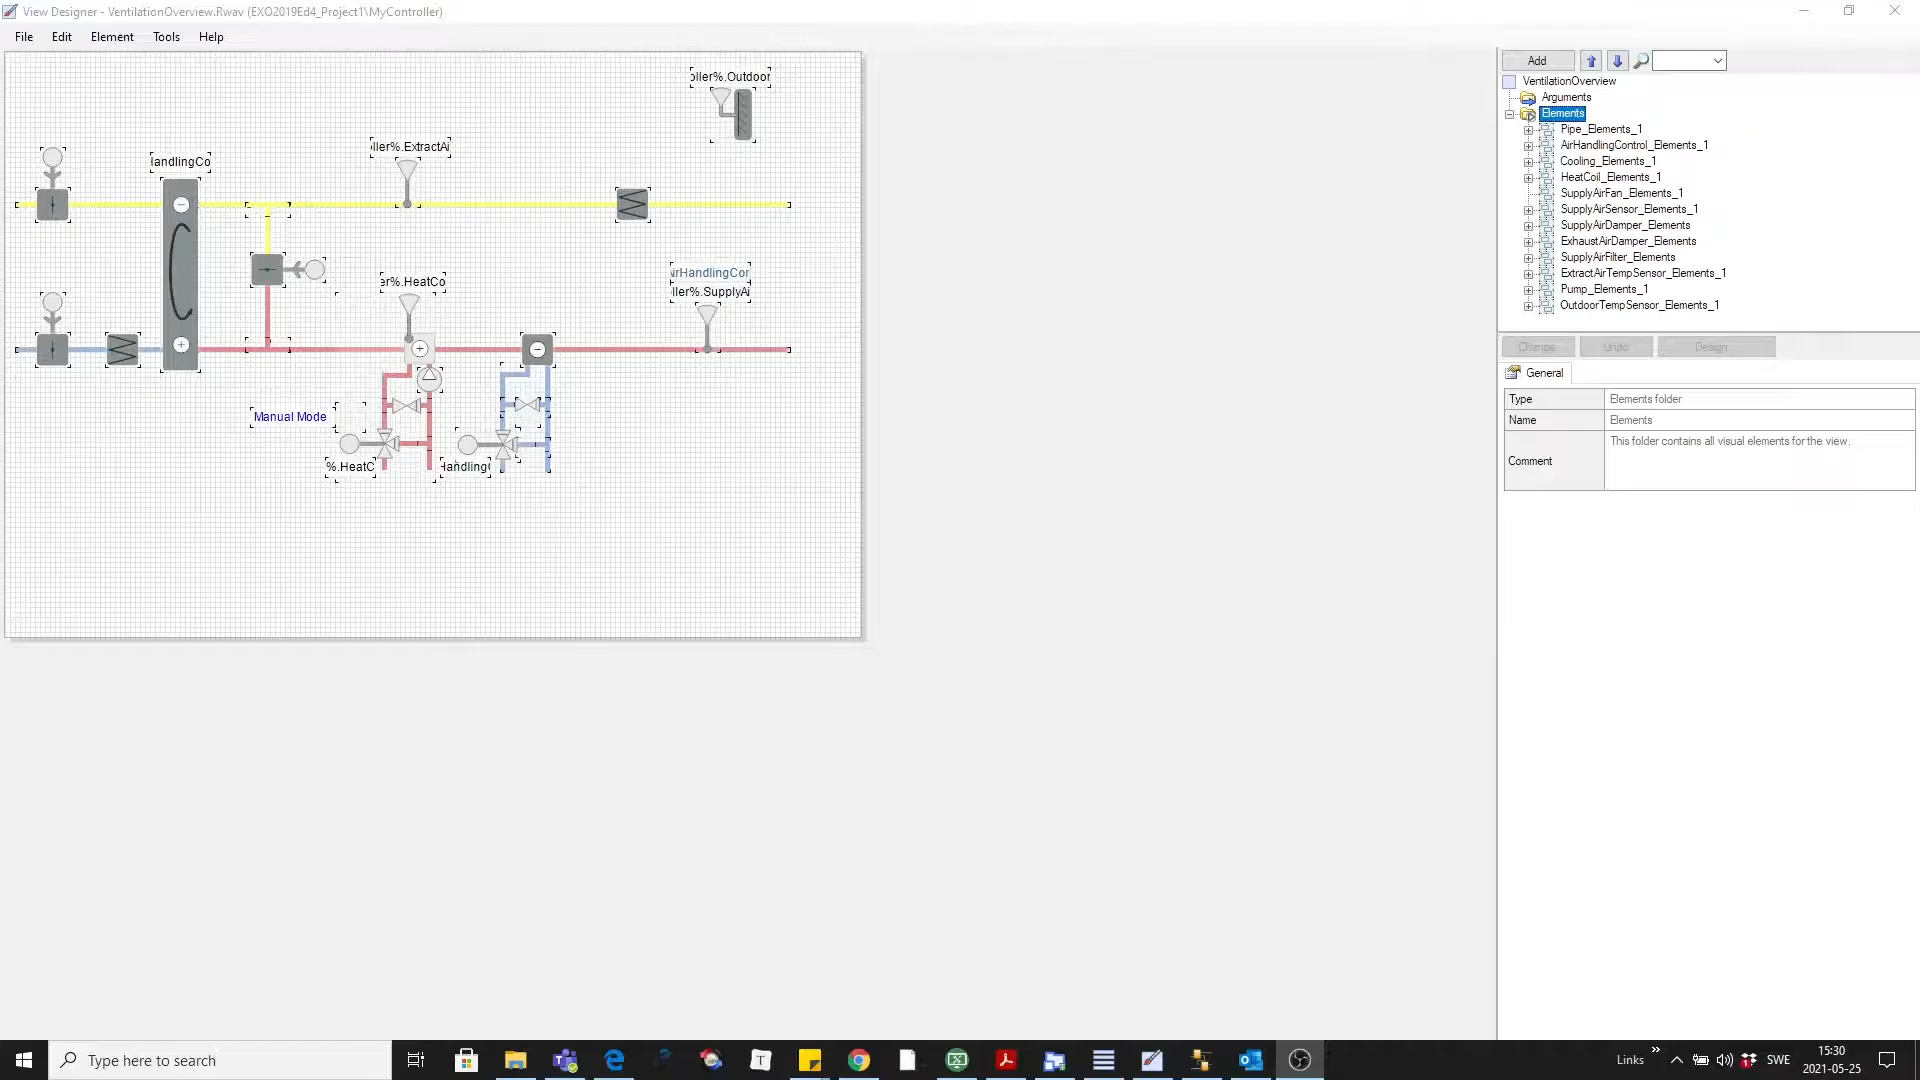 View Designer - VentilationOverview.Rwav (EXO2019Ed4_Project1\MyController)
File Edit Element Tools Help
oller%.Outdoor
ller%.ExtractAi
landlingCo
er%.HeatCo
irHandlingCor
ller%.SupplyAi
Manual Mode
%.HeatC
Handling(
Add
VentilationOverview
Arguments
Elements
Pipe_Elements_1
AirHandlingControl_Elements_1
Cooling_Elements_1
HeatCoil_Elements_1
SupplyAirFan_Elements_1
SupplyAirSensor_Elements_1
SupplyAirDamper_Elements
ExhaustAirDamper_Elements
SupplyAirFilter_Elements
ExtractAirTempSensor_Elements_1
Pump_Elements_1
OutdoorTempSensor_Elements_1
Change Undo Design
General
Type Elements folder
Name Elements
Comment This folder contains all visual elements for the view.
Type here to search
Links
SWE
15:30
2021-05-25